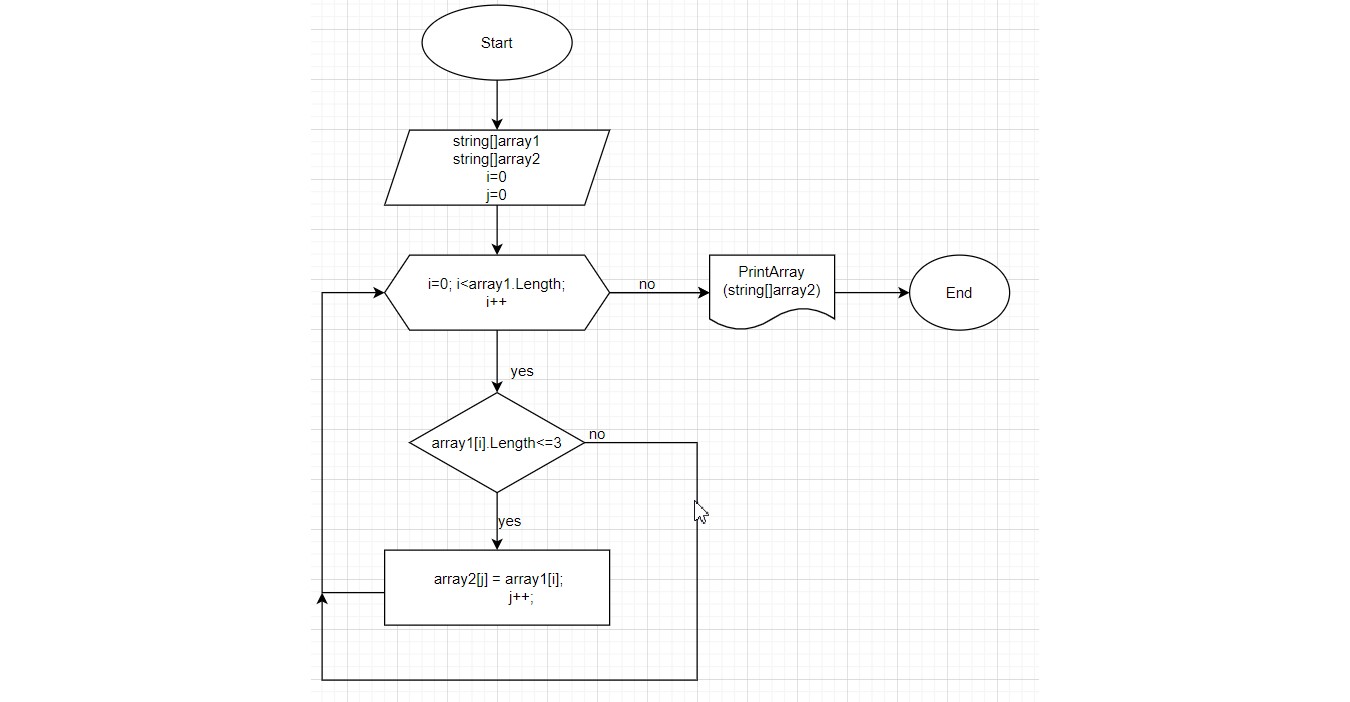 Start
string[]array1
string[]array2
i=0
j=0
i=0; i<array1.Length;
i++
no
PrintArray
(string[]array2)
End
yes
array1[i].Length<=3
no
yes
array2[j] = array1[i];
j++;